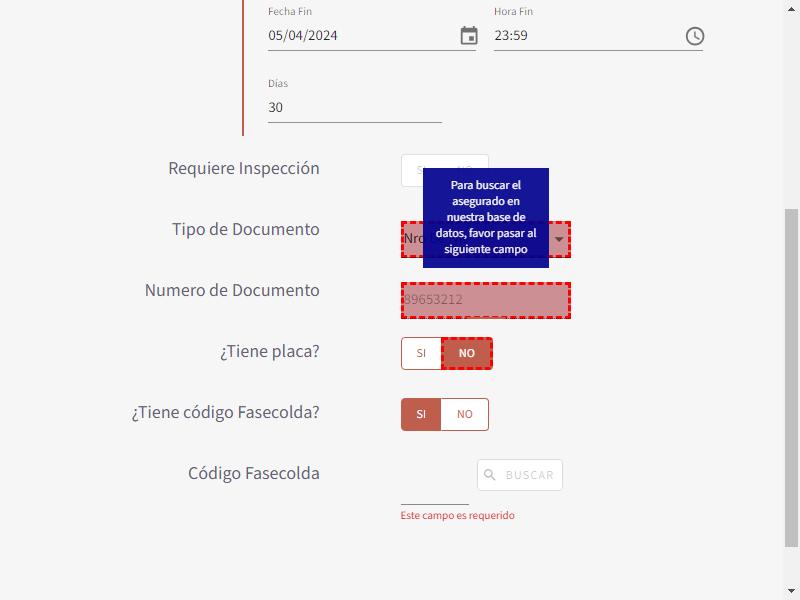 Fecha Fin
Hora Fin
05/04/2024
23:59
Días
30
Requiere Inspección
Para buscar el
asegurado en
nuestra base de
datos, favor pasar al
siguiente campo
Tipo de Documento
Nro
Numero de Documento
89653212
¿Tiene placa?
SI NO
¿Tiene código Fasecolda?
SI NO
Código Fasecolda
BUSCAR
Este campo es requerido